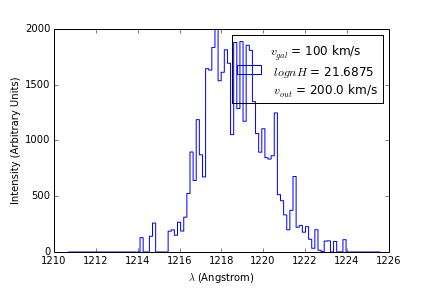 2000
1500
1000
500
0
Intensity (Arbitrary Units)
v_gal = 100 km/s
lognH = 21.6875
v_out = 200.0 km/s
1210 1212 1214 1216 1218 1220 1222 1224 1226
λ (Angstrom)